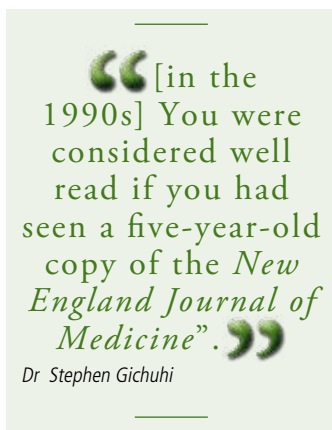 “[in the
1990s] You were
considered well
read if you had
seen a five-year-old
copy of the New
England Journal of
Medicine”.”
Dr Stephen Gichuhi